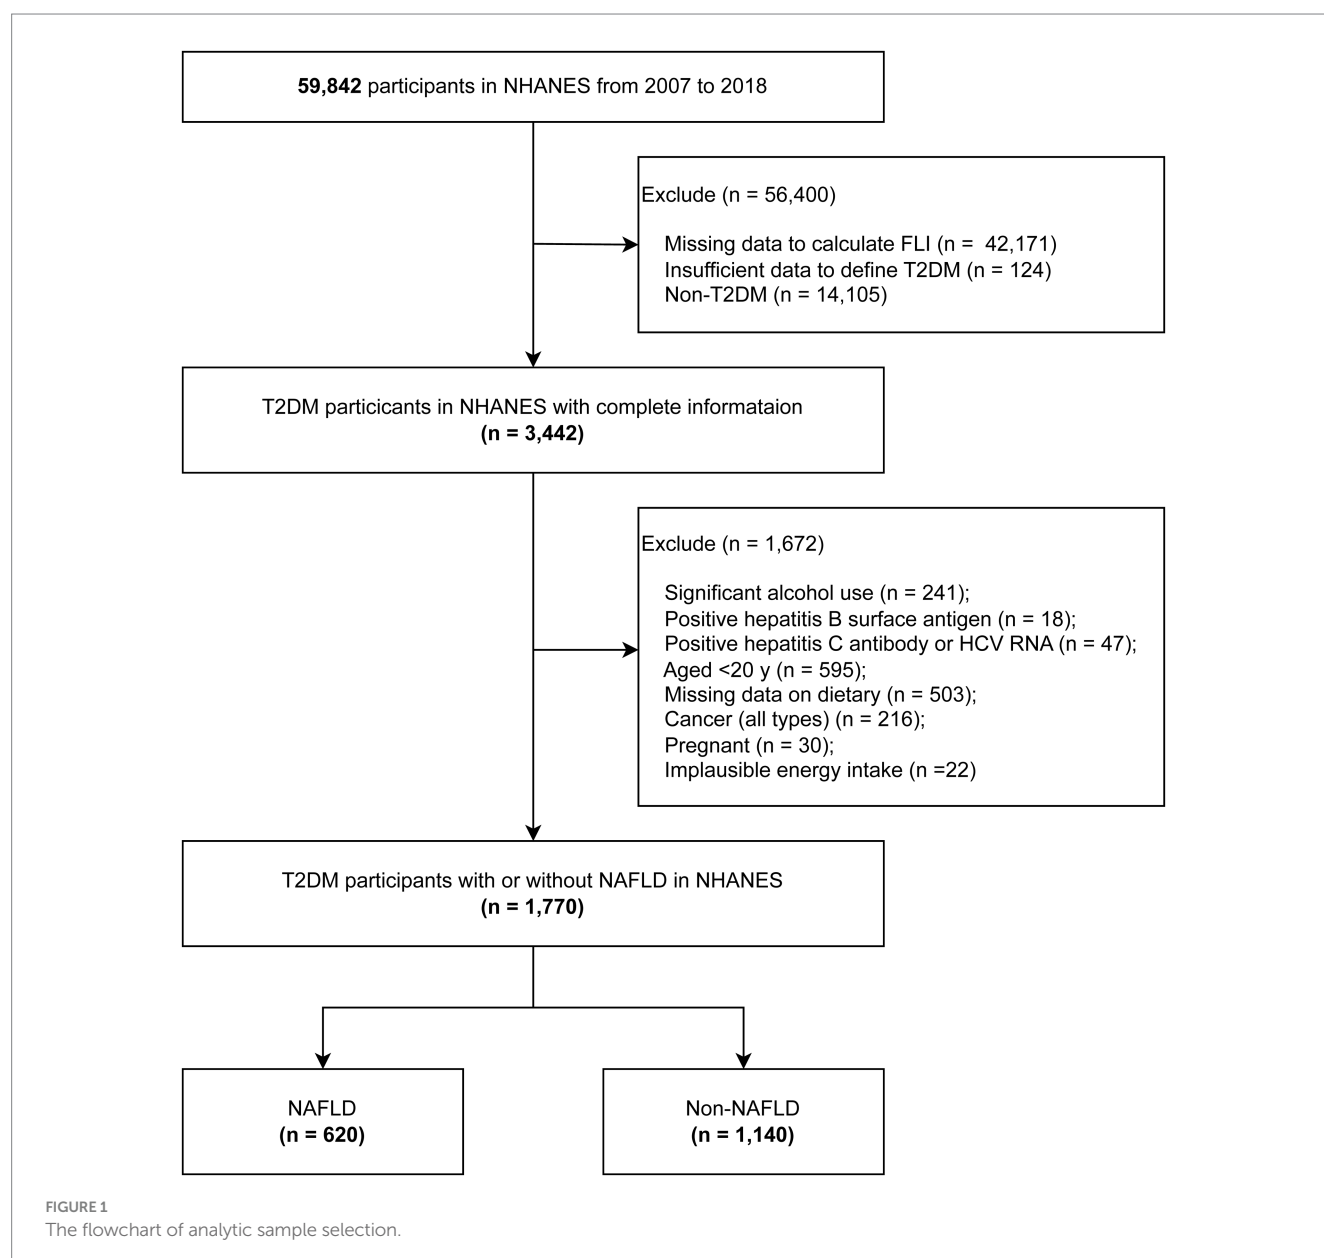 59,842 participants in NHANES from 2007 to 2018
Exclude (n = 56,400)
Missing data to calculate FLI (n =  42,171)
Insufficient data to define T2DM (n = 124)
Non-T2DM (n = 14,105)
T2DM particicants in NHANES with complete informataion
(n = 3,442)
Exclude (n = 1,672)
Significant alcohol use (n = 241);
Positive hepatitis B surface antigen (n = 18);
Positive hepatitis C antibody or HCV RNA (n = 47);
Aged <20 y (n = 595);
Missing data on dietary (n = 503);
Cancer (all types) (n = 216);
Pregnant (n = 30);
Implausible energy intake (n =22)
T2DM participants with or without NAFLD in NHANES
(n = 1,770)
NAFLD
(n = 620)
Non-NAFLD
(n = 1,140)
FIGURE 1
The flowchart of analytic sample selection.